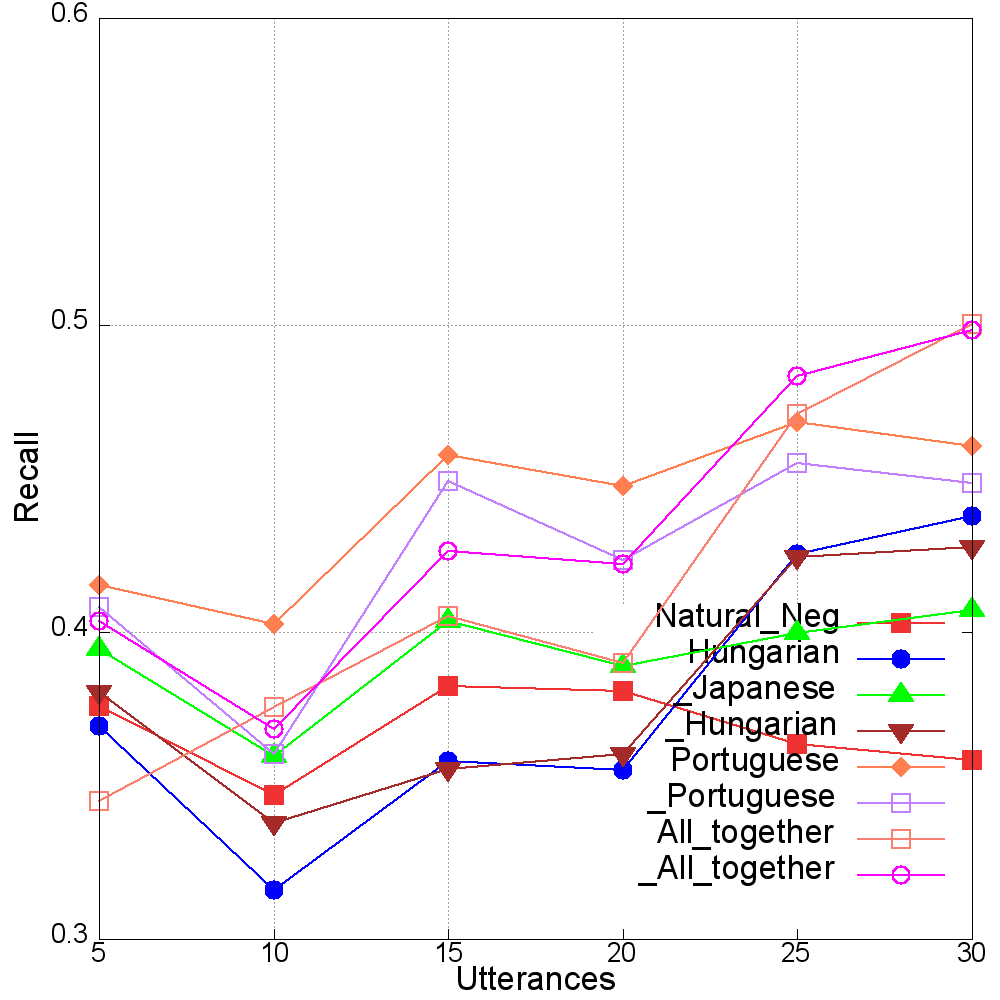 0.6
0.5
0.4
0.3
Recall
5 10 15 20 25 30
Utterances
Natural_Neg
Hungarian
_Japanese
_Hungarian
Portuguese
_Portuguese
All_together
_All_together